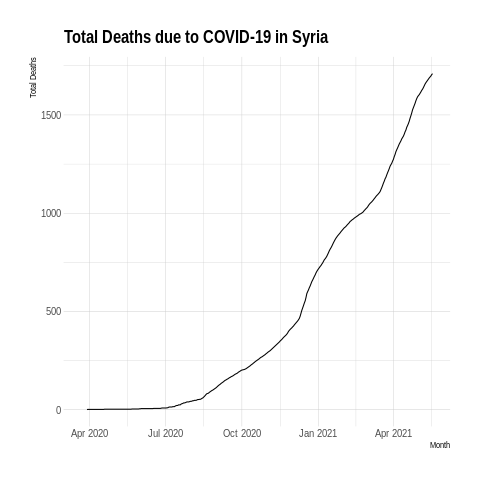 Total Deaths due to COVID-19 in Syria
Total Deaths
1500
1000
500
0
Apr 2020 Jul 2020 Oct 2020 Jan 2021 Apr 2021
Month